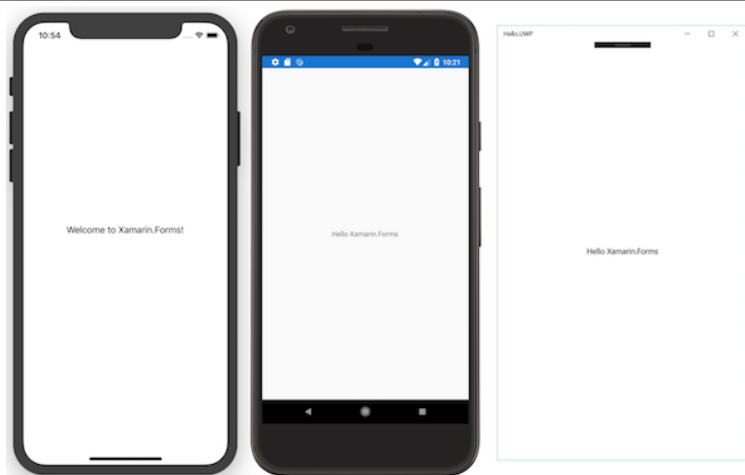 10:54
Welcome to Xamarin.Forms!
10:21
Hello Xamarin.Forms
Hello.UWP
Hello Xamarin.Forms